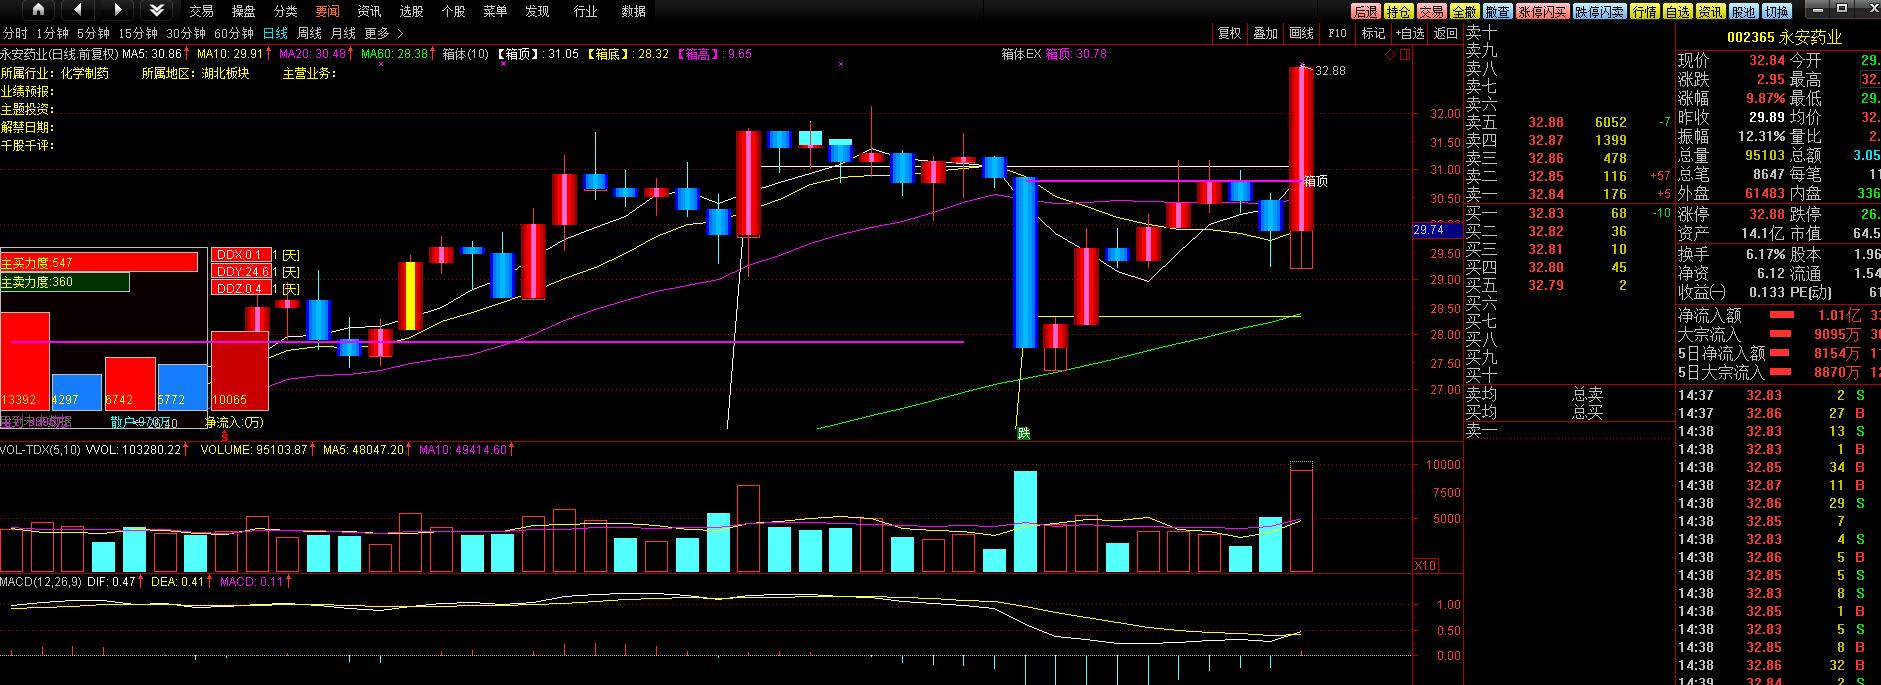 交易 操盘 分类 要闻 资讯 选股 个股 菜单 发现 行业 数据
后退 持仓 交易 全撤 撤查 涨停闪买 跌停闪卖 行情 自选 资讯 股池 切换
分时 1分钟 5分钟 15分钟 30分钟 60分钟 日线 周线 月线 更多
复权 叠加 画线 F10 标记 +自选 返回
永安药业(日线.前复权) MA5: 30.86 MA10: 29.91 MA20: 30.48 MA60: 28.38 箱体(10) 【箱顶】: 31.05 【箱底】: 28.32 【箱高】: 9.65
箱体EX 箱顶: 30.78
所属行业: 化学制药 所属地区: 湖北板块 主营业务:
业绩预报:
主题投资:
解禁日期:
千股千评:
32.88
箱顶
32.00
31.50
31.00
30.50
29.74
29.50
29.00
28.50
28.00
27.50
27.00
主买力度:547
主卖力度:360
DDX:0.1 1 [天]
DDY:24.6 1 [天]
DDZ:0.4 1 [天]
13392 4297 6742 5772 10065
净流入:(万)
$
跌
VOL-TDX(5,10) VVOL: 103280.22 VOLUME: 95103.87 MA5: 48047.20 MA10: 49414.60
10000
7500
5000
X10
MACD(12,26,9) DIF: 0.47 DEA: 0.41 MACD: 0.11
1.00
0.50
0.00
卖十
卖九
卖八
卖七
卖六
卖五 32.88 6052 -7
卖四 32.87 1399
卖三 32.86 478
卖二 32.85 116 +57
卖一 32.84 176 +5
买一 32.83 68 -10
买二 32.82 36
买三 32.81 10
买四 32.80 45
买五 32.79 2
买六
买七
买八
买九
买十
卖均 总卖
买均 总买
卖一
002365 永安药业
现价 32.84 今开 29.
涨跌 2.95 最高 32.
涨幅 9.87% 最低 29.
昨收 29.89 均价 32.
振幅 12.31% 量比 2.
总量 95103 总额 3.05
总笔 8647 每笔 11
外盘 61483 内盘 336
涨停 32.88 跌停 26.
资产 14.1亿 市值 64.5
换手 6.17% 股本 1.96
净资 6.12 流通 1.54
收益㈠ 0.133 PE(动) 61
净流入额 1.01亿 33
大宗流入 9095万 30
5日净流入额 8154万 11
5日大宗流入 8870万 12
14:37 32.83 2 S
14:37 32.86 27 B
14:38 32.83 13 S
14:38 32.83 1 B
14:38 32.85 34 B
14:38 32.87 11 B
14:38 32.86 29 S
14:38 32.85 7
14:38 32.83 4 S
14:38 32.86 5 B
14:38 32.85 5 S
14:38 32.83 8 S
14:38 32.85 1 B
14:38 32.83 5 S
14:38 32.85 8 B
14:38 32.86 32 B
14:39 32.84 2 S